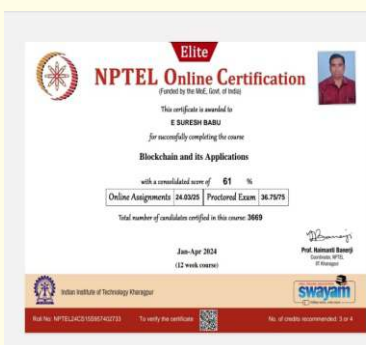 Elite
NPTEL Online Certification
(Funded by the MoE, Govt. of India)
This certificate is awarded to
E SURESH BABU
for successfully completing the course
Blockchain and its Applications
with a consolidated score of 61 %
Online Assignments 24.03/25 Proctored Exam 36.75/75
Total number of candidates certified in this course: 3669
Jan-Apr 2024
(12 week course)
Prof. Haimanti Banerji
Coordinator, NPTEL
IIT Kharagpur
Indian Institute of Technology Kharagpur
swayam
Roll No: NPTEL24CS15S957402733 To verify the certificate No. of credits recommended: 3 or 4